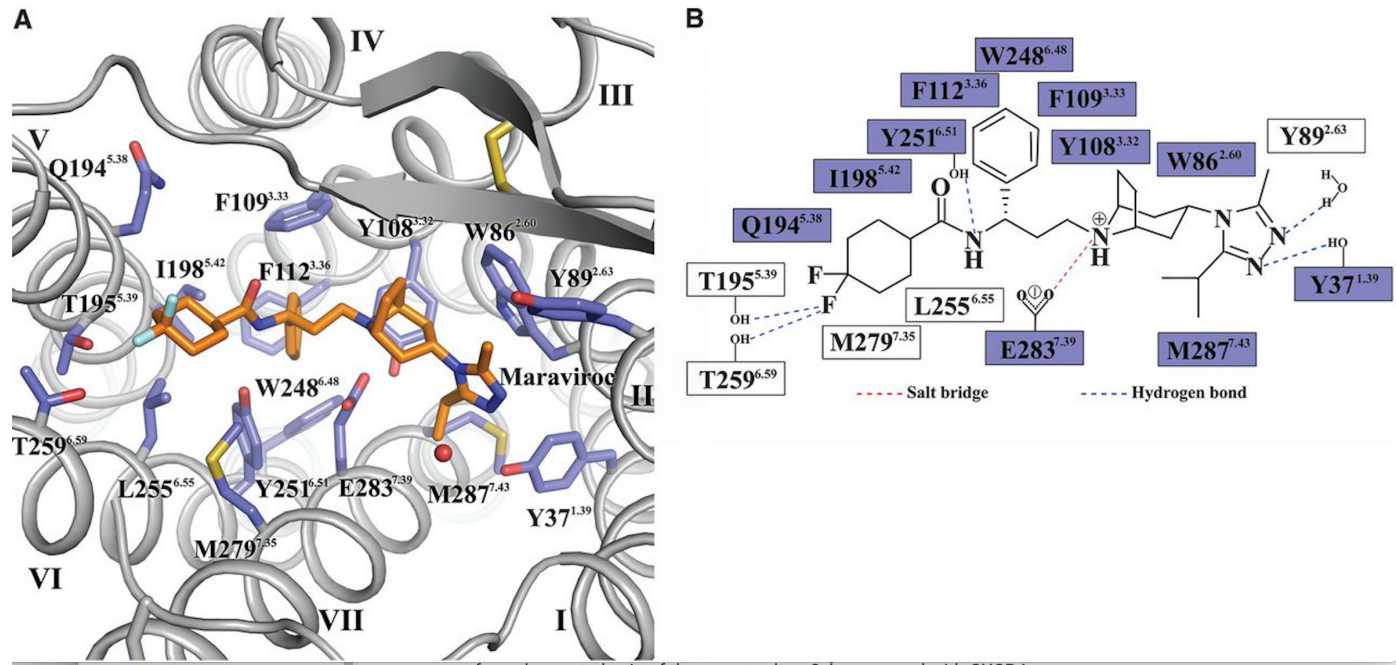 A
IV
III
V
Q194^5.38
F109^3.33
Y108^3.32
W86^2.60
I198^5.42
F112^3.36
Y89^2.63
T195^5.39
W248^6.48
Maraviroc
II
T259^6.59
L255^6.55
Y251^6.51
E283^7.39
M287^7.43
Y37^1.39
M279^7.35
VI
VII
I
B
W248^6.48
F112^3.36
F109^3.33
Y251^6.51
Y108^3.32
Y89^2.63
W86^2.60
OH
I198^5.42
H
O
H
O
Q194^5.38
N
H
⊕
N
H
N
N
N
HO
T195^5.39
F
F
Y37^1.39
OH
L255^6.55
O ⊖ O
OH
M279^7.35
E283^7.39
M287^7.43
T259^6.59
Salt bridge
Hydrogen bond